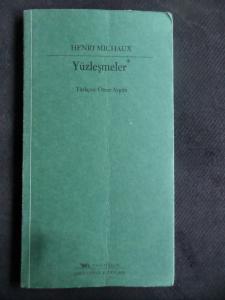 HENRI MICHAUX
Yüzleşmeler*
Türkçesi: Ömer Aygün